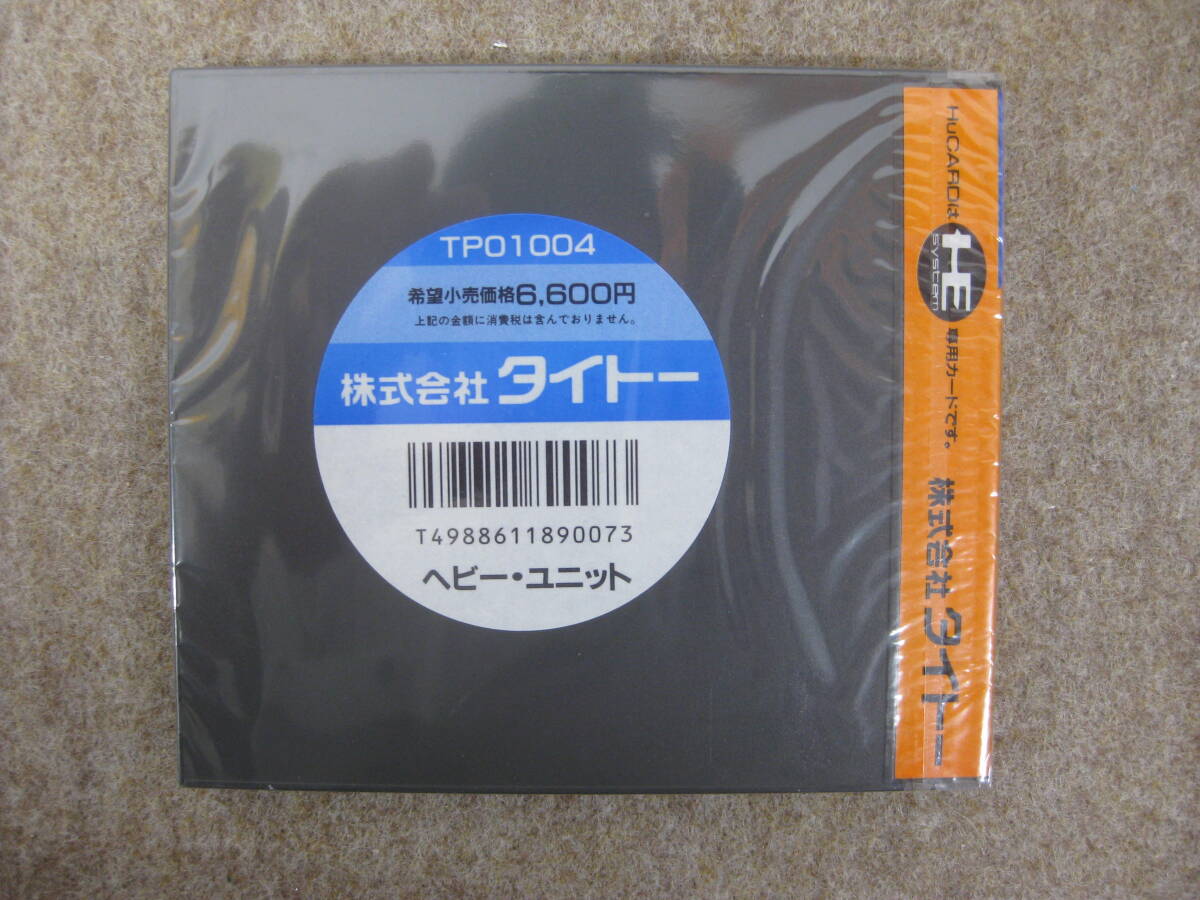 TP01004
希望小売価格6,600円
上記の金額に消費税は含んでおりません。
株式会社 タイトー
T4988611890073
ヘビー・ユニット
HuCARDは HE system 専用カードです。
株式会社 タイトー